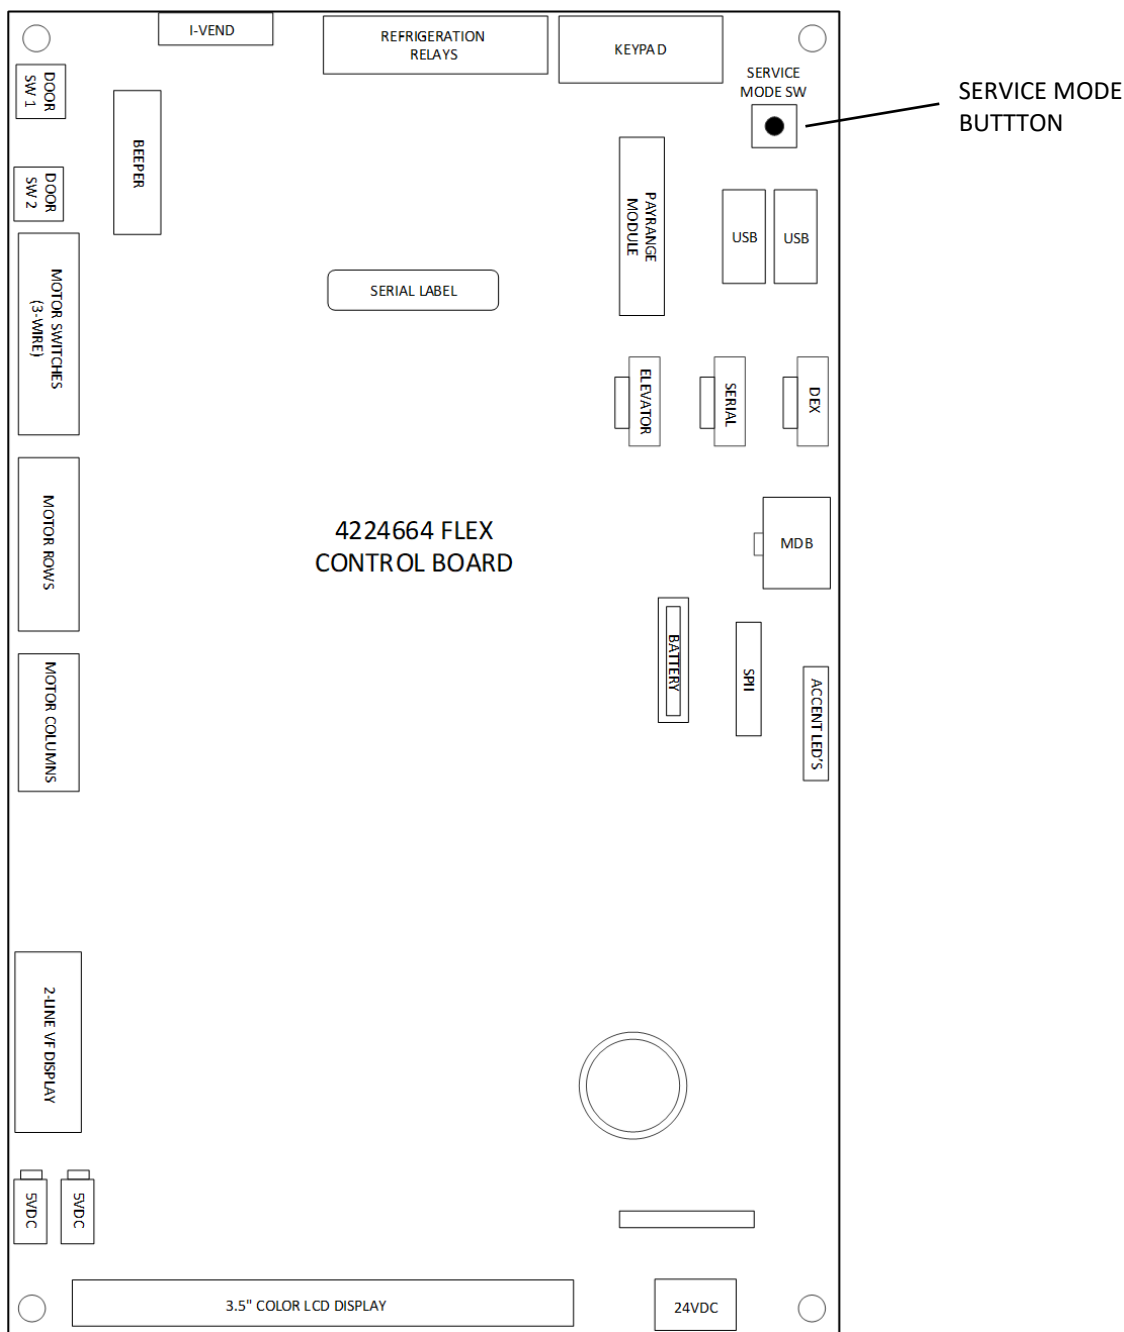 I-VEND
REFRIGERATION
RELAYS
KEYPAD
SERVICE
MODE SW
SERVICE MODE
BUTTTON
DOOR
SW 1
BEEPER
DOOR
SW 2
PAYRANGE
MODULE
USB
USB
MOTOR SWITCHES
(3-WIRE)
SERIAL LABEL
ELEVATOR
SERIAL
DEX
MOTOR ROWS
4224664 FLEX
CONTROL BOARD
MDB
BATTERY
SPII
ACCENT LED'S
MOTOR COLUMNS
2-LINE VF DISPLAY
5VDC
5VDC
3.5" COLOR LCD DISPLAY
24VDC